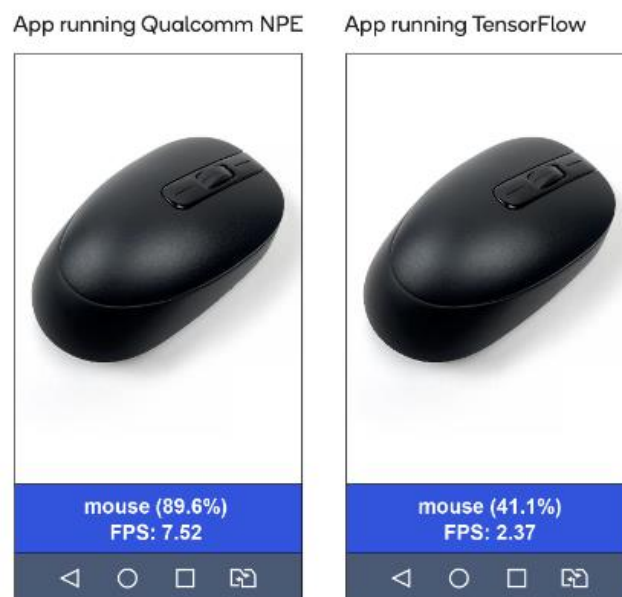 App running Qualcomm NPE
App running TensorFlow
mouse (89.6%)
FPS: 7.52
mouse (41.1%)
FPS: 2.37